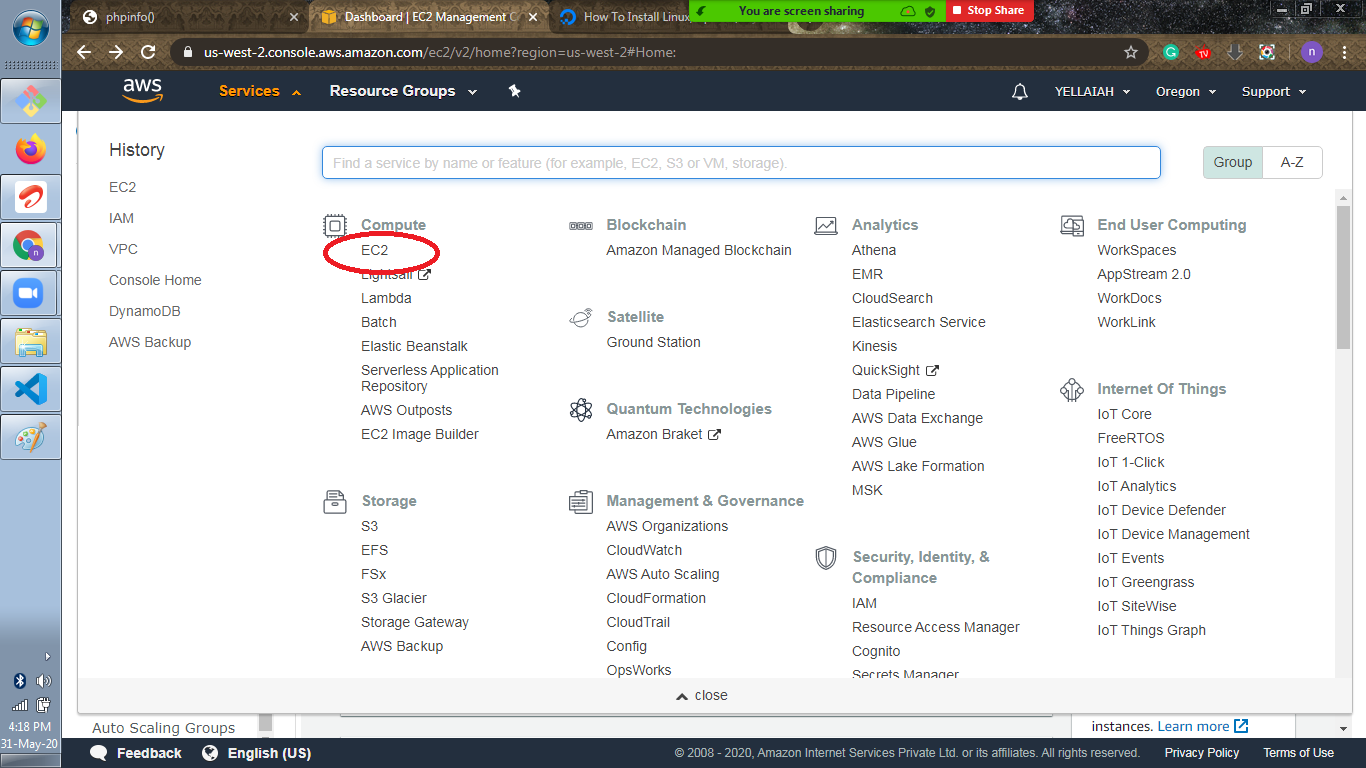 phpinfo()
Dashboard | EC2 Management C
How To Install Linux,
You are screen sharing
Stop Share
us-west-2.console.aws.amazon.com/ec2/v2/home?region=us-west-2#Home:
n
aws
Services
Resource Groups
YELLAIAH
Oregon
Support
History
EC2
IAM
VPC
Console Home
DynamoDB
AWS Backup
Find a service by name or feature (for example, EC2, S3 or VM, storage).
Group
A-Z
Compute
EC2
Lightsail
Lambda
Batch
Elastic Beanstalk
Serverless Application
Repository
AWS Outposts
EC2 Image Builder
Storage
S3
EFS
FSx
S3 Glacier
Storage Gateway
AWS Backup
Blockchain
Amazon Managed Blockchain
Satellite
Ground Station
Quantum Technologies
Amazon Braket
Management & Governance
AWS Organizations
CloudWatch
AWS Auto Scaling
CloudFormation
CloudTrail
Config
OpsWorks
Analytics
Athena
EMR
CloudSearch
Elasticsearch Service
Kinesis
QuickSight
Data Pipeline
AWS Data Exchange
AWS Glue
AWS Lake Formation
MSK
Security, Identity, &
Compliance
IAM
Resource Access Manager
Cognito
Secrets Manager
End User Computing
WorkSpaces
AppStream 2.0
WorkDocs
WorkLink
Internet Of Things
IoT Core
FreeRTOS
IoT 1-Click
IoT Analytics
IoT Device Defender
IoT Device Management
IoT Events
IoT Greengrass
IoT SiteWise
IoT Things Graph
close
Auto Scaling Groups
instances. Learn more
4:18 PM
31-May-20
Feedback
English (US)
© 2008 - 2020, Amazon Internet Services Private Ltd. or its affiliates. All rights reserved.
Privacy Policy
Terms of Use